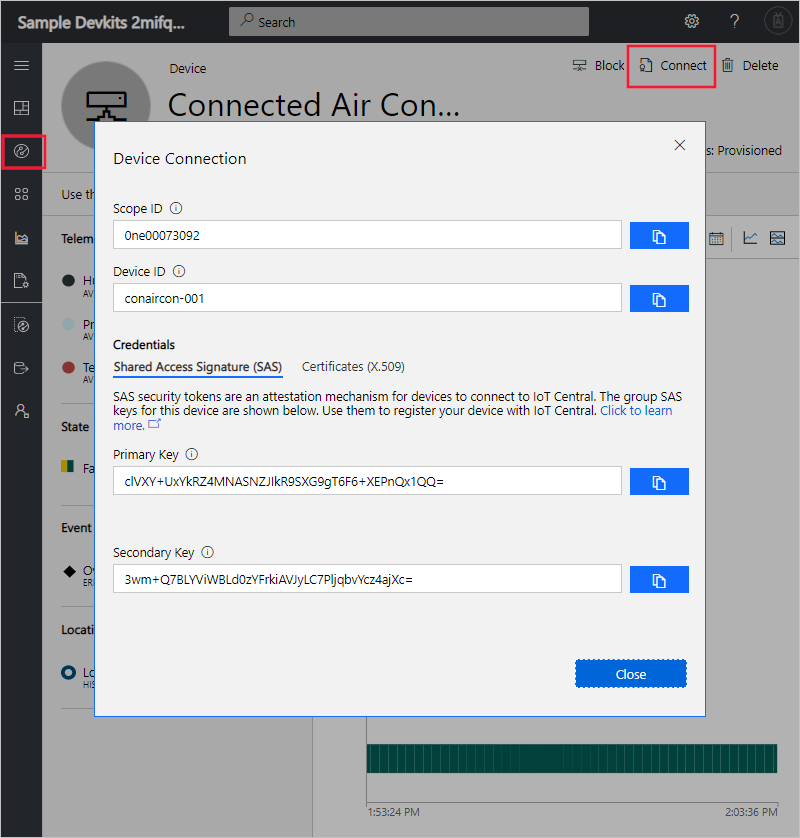 Sample Devkits 2mifq...
Search
?
Device
Connected Air Con...
Block
Connect
Delete
s: Provisioned
Use th
Telem
AV
Pr
AV
Te
AV
State
Fa
Event
Ov
Locati
Lo
HIS
Device Connection
Scope ID
0ne00073092
Device ID
conaircon-001
Credentials
Shared Access Signature (SAS) Certificates (X.509)
SAS security tokens are an attestation mechanism for devices to connect to IoT Central. The group SAS
keys for this device are shown below. Use them to register your device with IoT Central. Click to learn
more.
Primary Key
clVXY+UxYkRZ4MNASNZJIkR9SXG9gT6F6+XEPnQx1QQ=
Secondary Key
3wm+Q7BLYViWBLd0zYFrkiAVJyLC7PljqbvYcz4ajXc=
Close
1:53:24 PM
2:03:36 PM